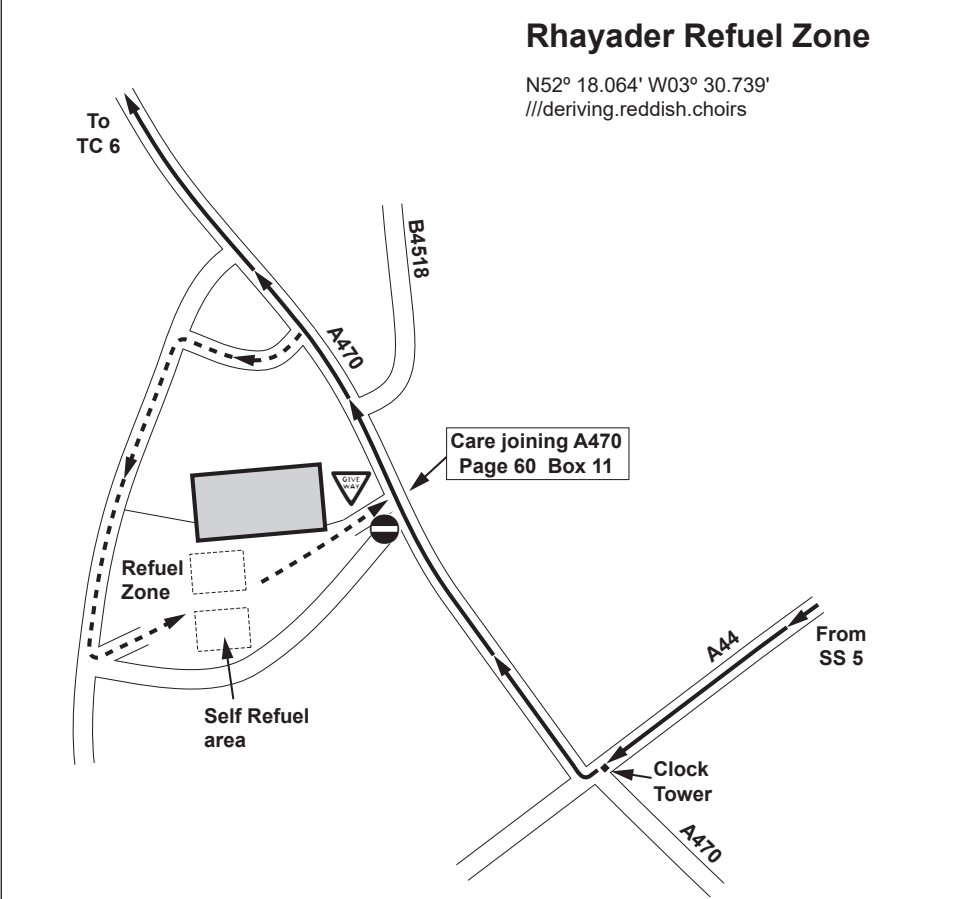 Rhayader Refuel Zone
N52º 18.064' W03º 30.739'
///deriving.reddish.choirs
To
TC 6
B4518
A470
Care joining A470
Page 60 Box 11
GIVE
WAY
Refuel
Zone
A44
From
SS 5
Self Refuel
area
Clock
Tower
A470